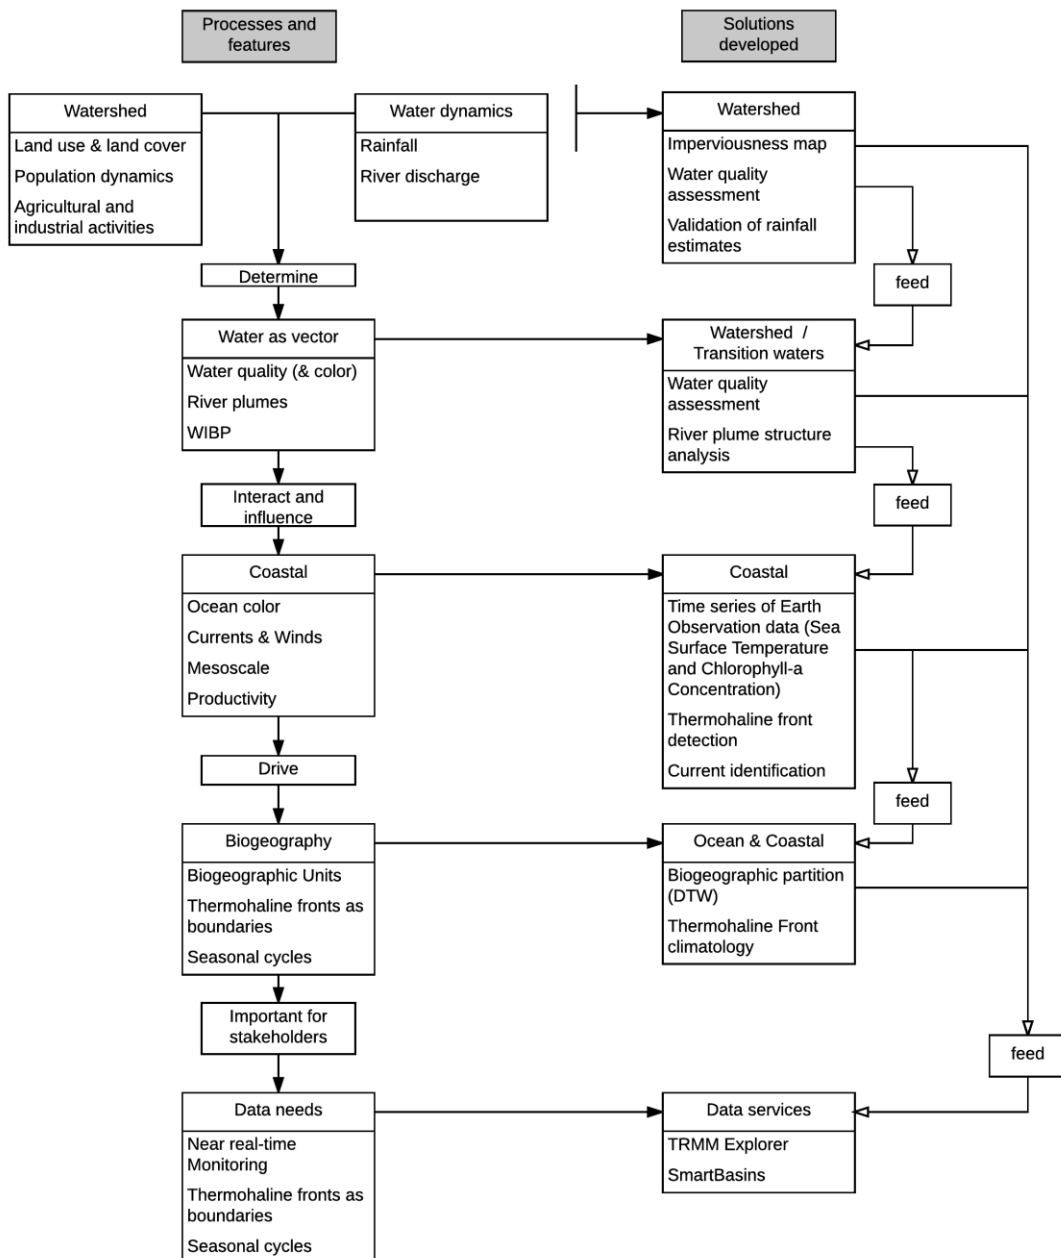 Processes and
features
Solutions
developed
Watershed
Land use & land cover
Population dynamics
Agricultural and
industrial activities
Water dynamics
Rainfall
River discharge
Watershed
Imperviousness map
Water quality
assessment
Validation of rainfall
estimates
feed
Determine
Water as vector
Water quality (& color)
River plumes
WIBP
Watershed /
Transition waters
Water quality
assessment
River plume structure
analysis
feed
Interact and
influence
Coastal
Ocean color
Currents & Winds
Mesoscale
Productivity
Coastal
Time series of Earth
Observation data (Sea
Surface Temperature
and Chlorophyll-a
Concentration)
Thermohaline front
detection
Current identification
feed
Drive
Biogeography
Biogeographic Units
Thermohaline fronts as
boundaries
Seasonal cycles
Ocean & Coastal
Biogeographic partition
(DTW)
Thermohaline Front
climatology
Important for
stakeholders
feed
Data needs
Near real-time
Monitoring
Thermohaline fronts as
boundaries
Seasonal cycles
Data services
TRMM Explorer
SmartBasins